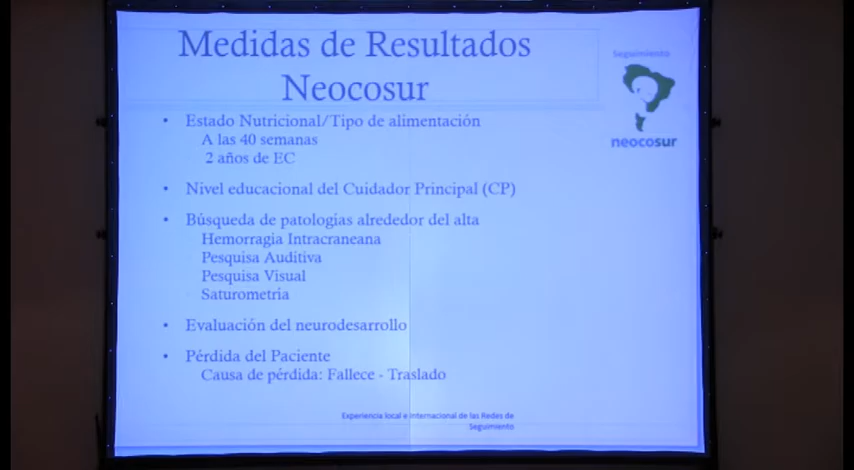 Medidas de Resultados
Neocosur
Seguimiento
neocosur
• Estado Nutricional/Tipo de alimentación
A las 40 semanas
2 años de EC
• Nivel educacional del Cuidador Principal (CP)
• Búsqueda de patologías alrededor del alta
Hemorragia Intracraneana
Pesquisa Auditiva
Pesquisa Visual
Saturometría
• Evaluación del neurodesarrollo
• Pérdida del Paciente
Causa de pérdida: Fallece - Traslado
Experiencia local e internacional de las Redes de
Seguimiento